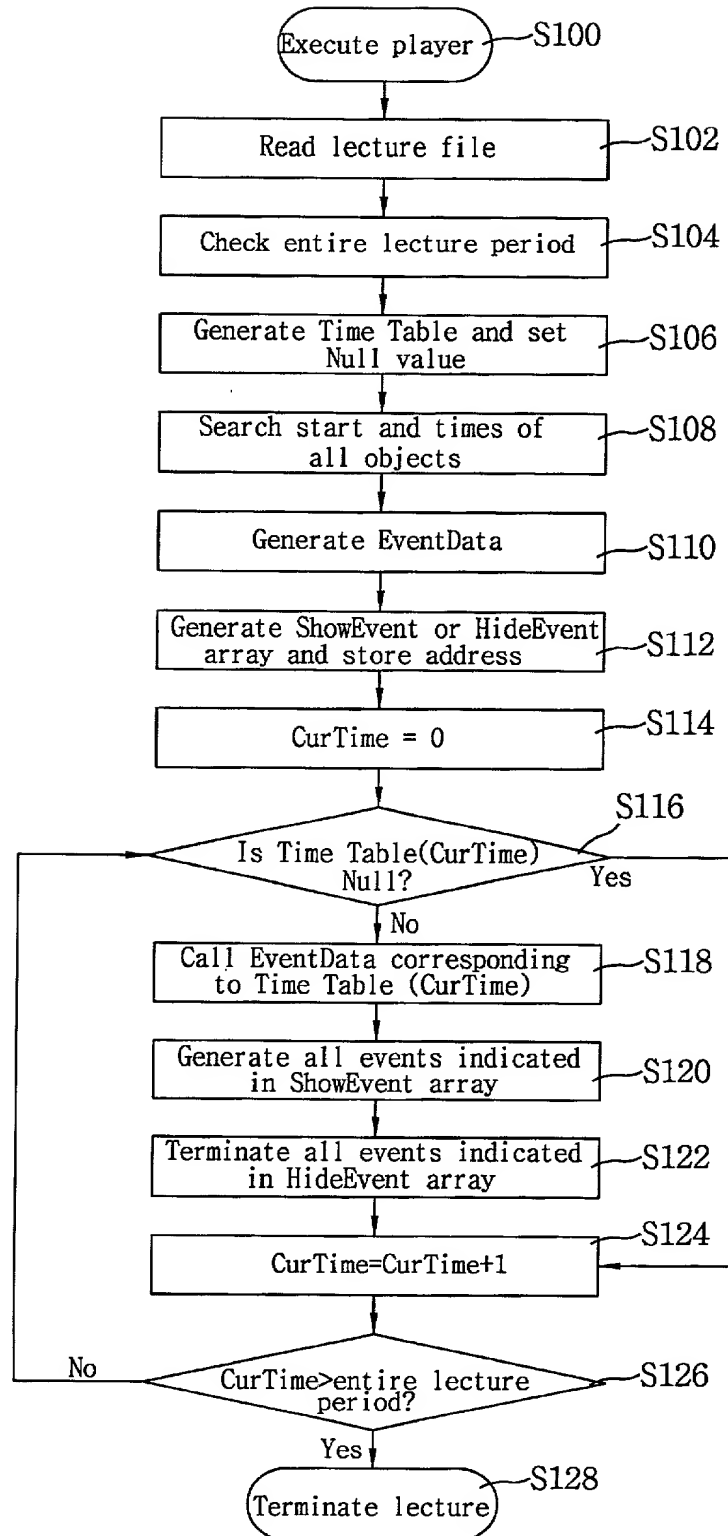 Execute player
S100
Read lecture file
S102
Check entire lecture period
S104
Generate Time Table and set
Null value
S106
Search start and times of
all objects
S108
Generate EventData
S110
Generate ShowEvent or HideEvent
array and store address
S112
CurTime = 0
S114
S116
Is Time Table(CurTime)
Null?
Yes
No
Call EventData corresponding
to Time Table (CurTime)
S118
Generate all events indicated
in ShowEvent array
S120
Terminate all events indicated
in HideEvent array
S122
S124
CurTime=CurTime+1
No
CurTime>entire lecture
period?
S126
Yes
S128
Terminate lecture